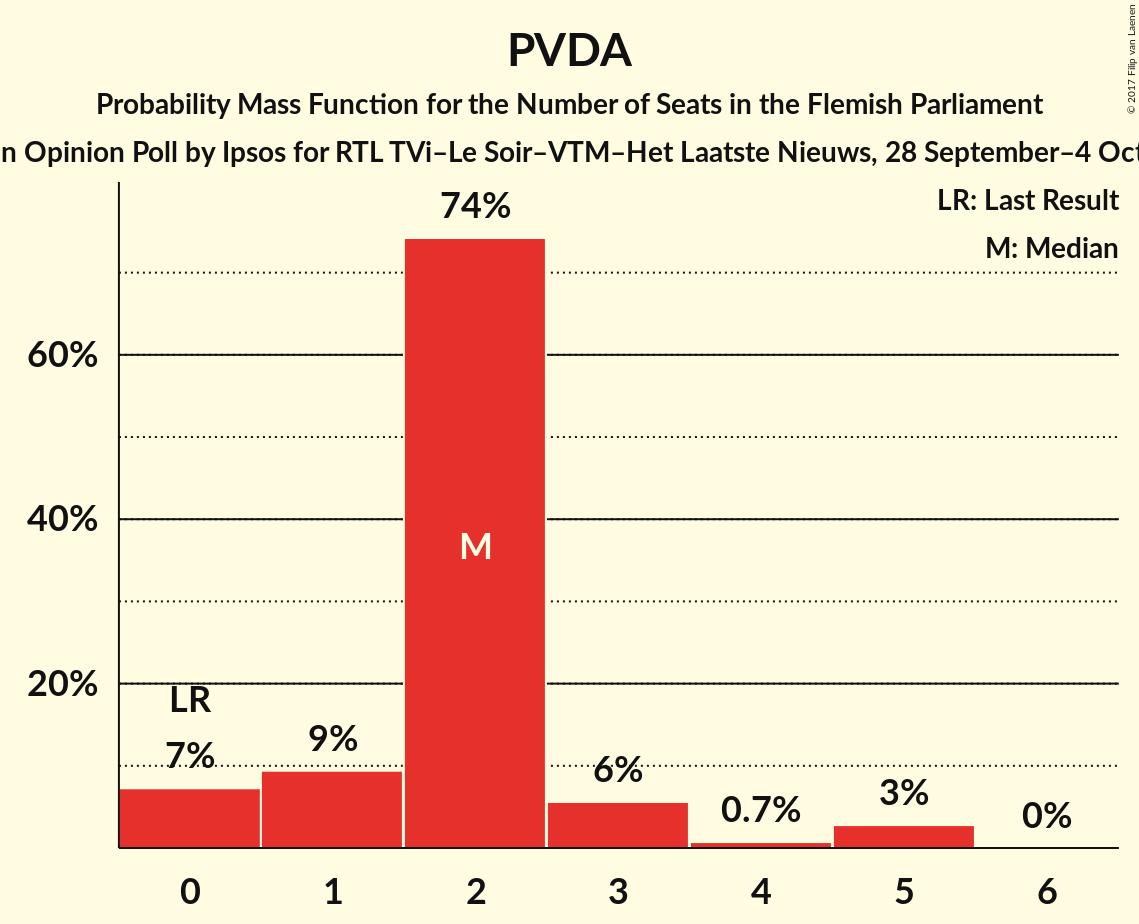 PVDA
Probability Mass Function for the Number of Seats in the Flemish Parliament
n Opinion Poll by Ipsos for RTL TVi–Le Soir–VTM–Het Laatste Nieuws, 28 September–4 Oct
© 2017 Filip van Laenen
LR: Last Result
M: Median
74%
60%
40%
20%
M
LR
7%
9%
6%
0.7%
3%
0%
0 1 2 3 4 5 6